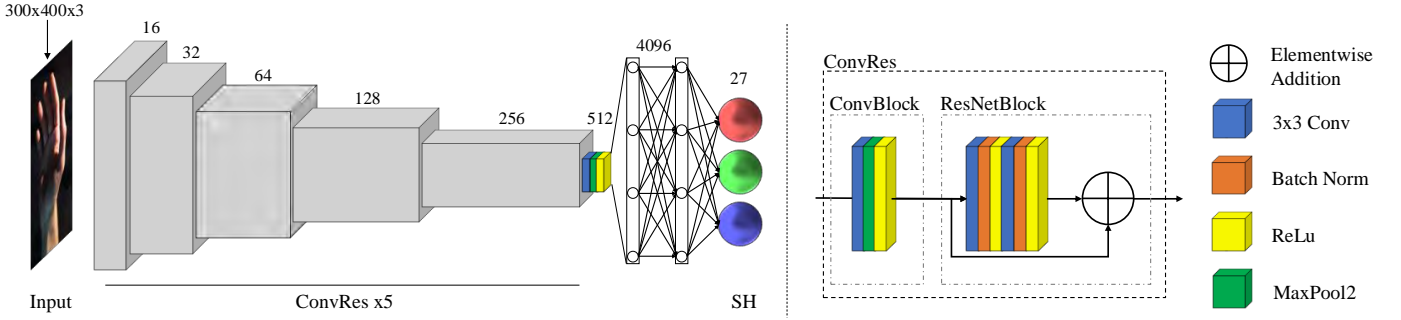 300x400x3
16
32
64
128
256
512
4096
27
Input
ConvRes x5
SH
ConvRes
ConvBlock
ResNetBlock
Elementwise
Addition
3x3 Conv
Batch Norm
ReLu
MaxPool2